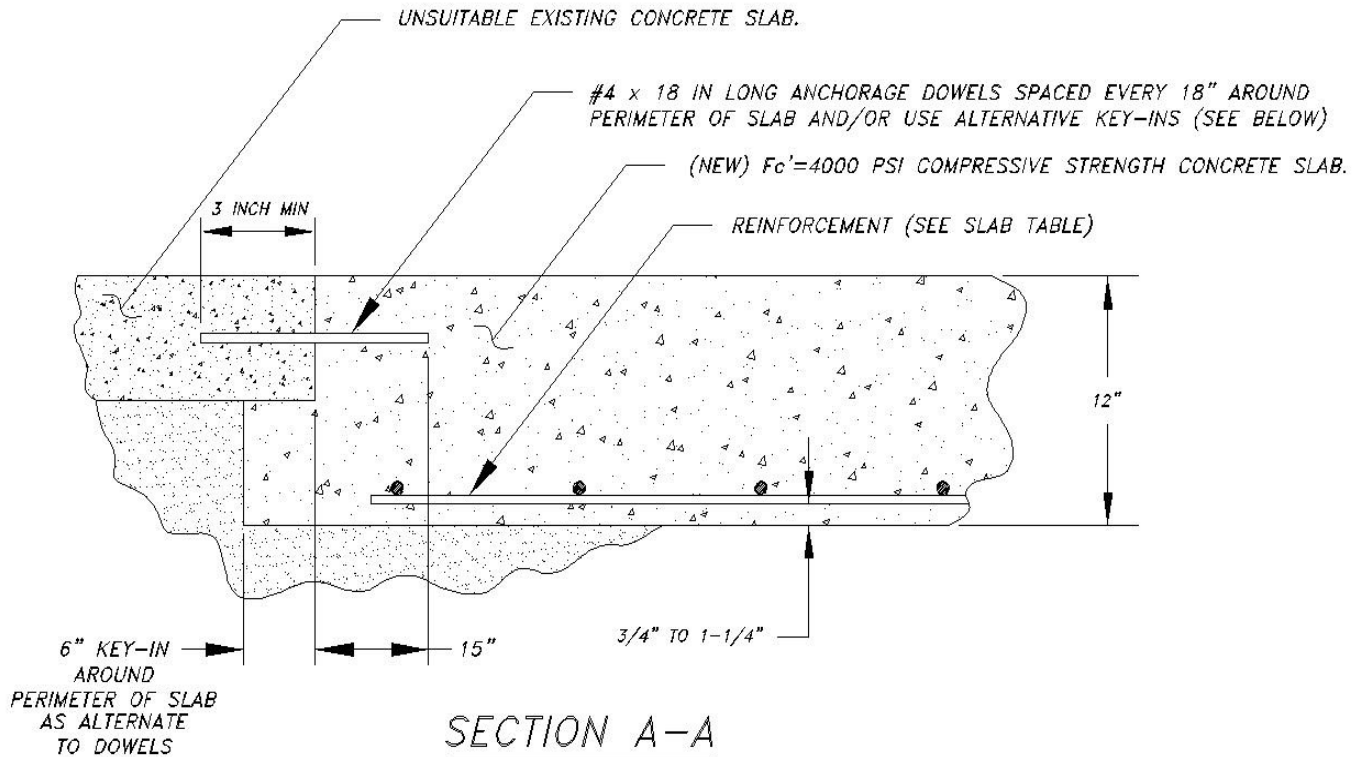 UNSUITABLE EXISTING CONCRETE SLAB.
#4 x 18 IN LONG ANCHORAGE DOWELS SPACED EVERY 18" AROUND
PERIMETER OF SLAB AND/OR USE ALTERNATIVE KEY-INS (SEE BELOW)
(NEW) Fc'=4000 PSI COMPRESSIVE STRENGTH CONCRETE SLAB.
3 INCH MIN
REINFORCEMENT (SEE SLAB TABLE)
12"
3/4" TO 1-1/4"
6" KEY-IN
AROUND
PERIMETER OF SLAB
AS ALTERNATE
TO DOWELS
15"
SECTION A-A